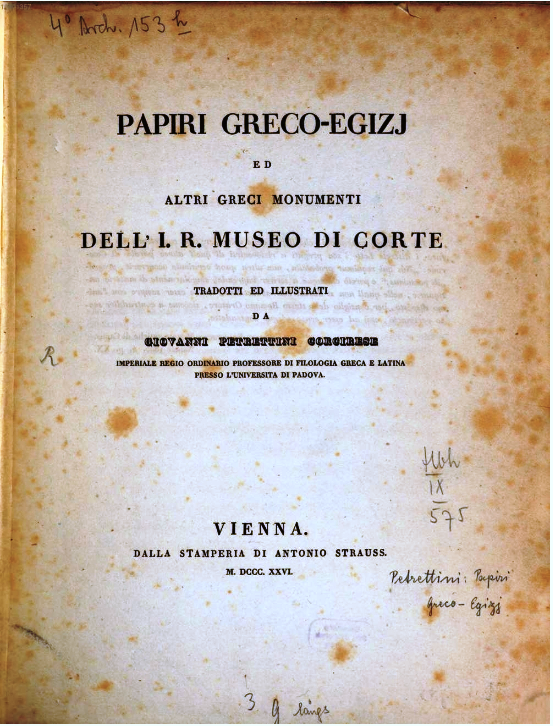 4° Arch. 153 h
PAPIRI GRECO-EGIZJ
ED
ALTRI GRECI MONUMENTI
DELL' I. R. MUSEO DI CORTE
TRADOTTI ED ILLUSTRATI
DA
GIOVANNI PETRETTINI CORCIRESE
IMPERIALE REGIO ORDINARIO PROFESSORE DI FILOLOGIA GRECA E LATINA
PRESSO L'UNIVERSITA DI PADOVA.
R
IX
575
VIENNA.
DALLA STAMPERIA DI ANTONIO STRAUSS.
M. DCCC. XXVI.
Petrettini: Papiri
Greco-Egizj
3 G längs